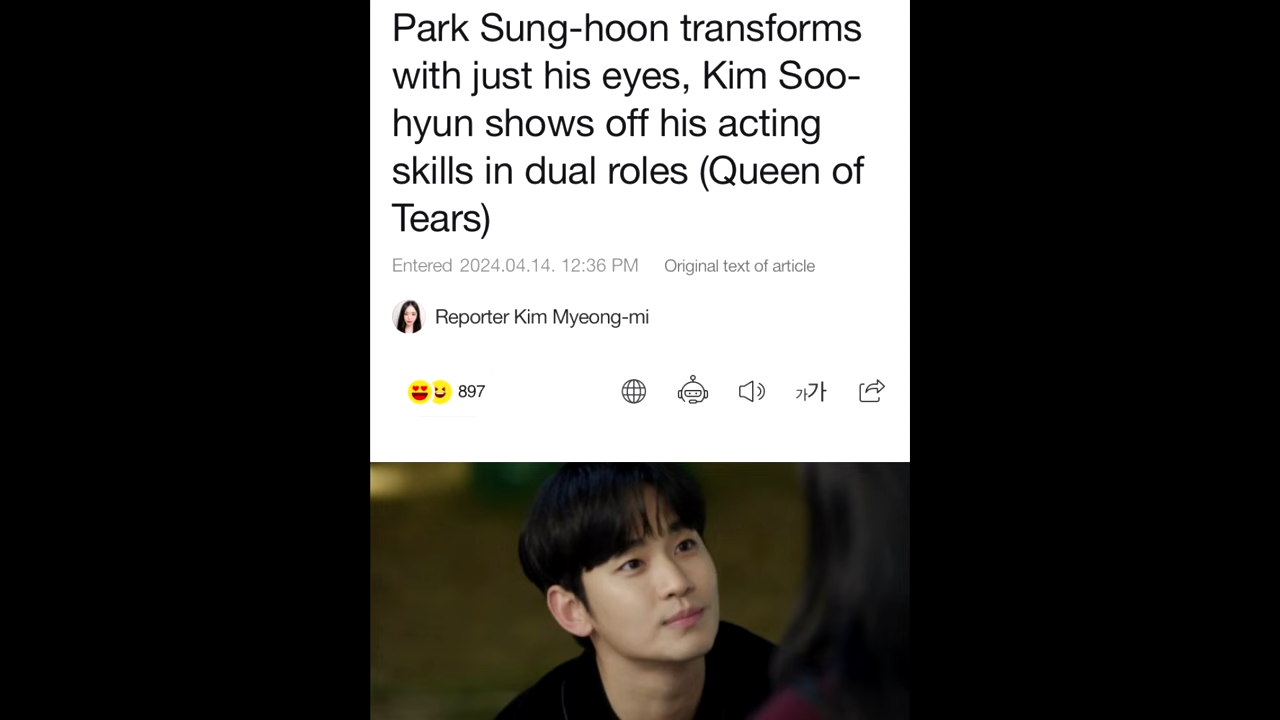 Park Sung-hoon transforms
with just his eyes, Kim Soo-
hyun shows off his acting
skills in dual roles (Queen of
Tears)
Entered 2024.04.14. 12:36 PM Original text of article
Reporter Kim Myeong-mi
897 가가